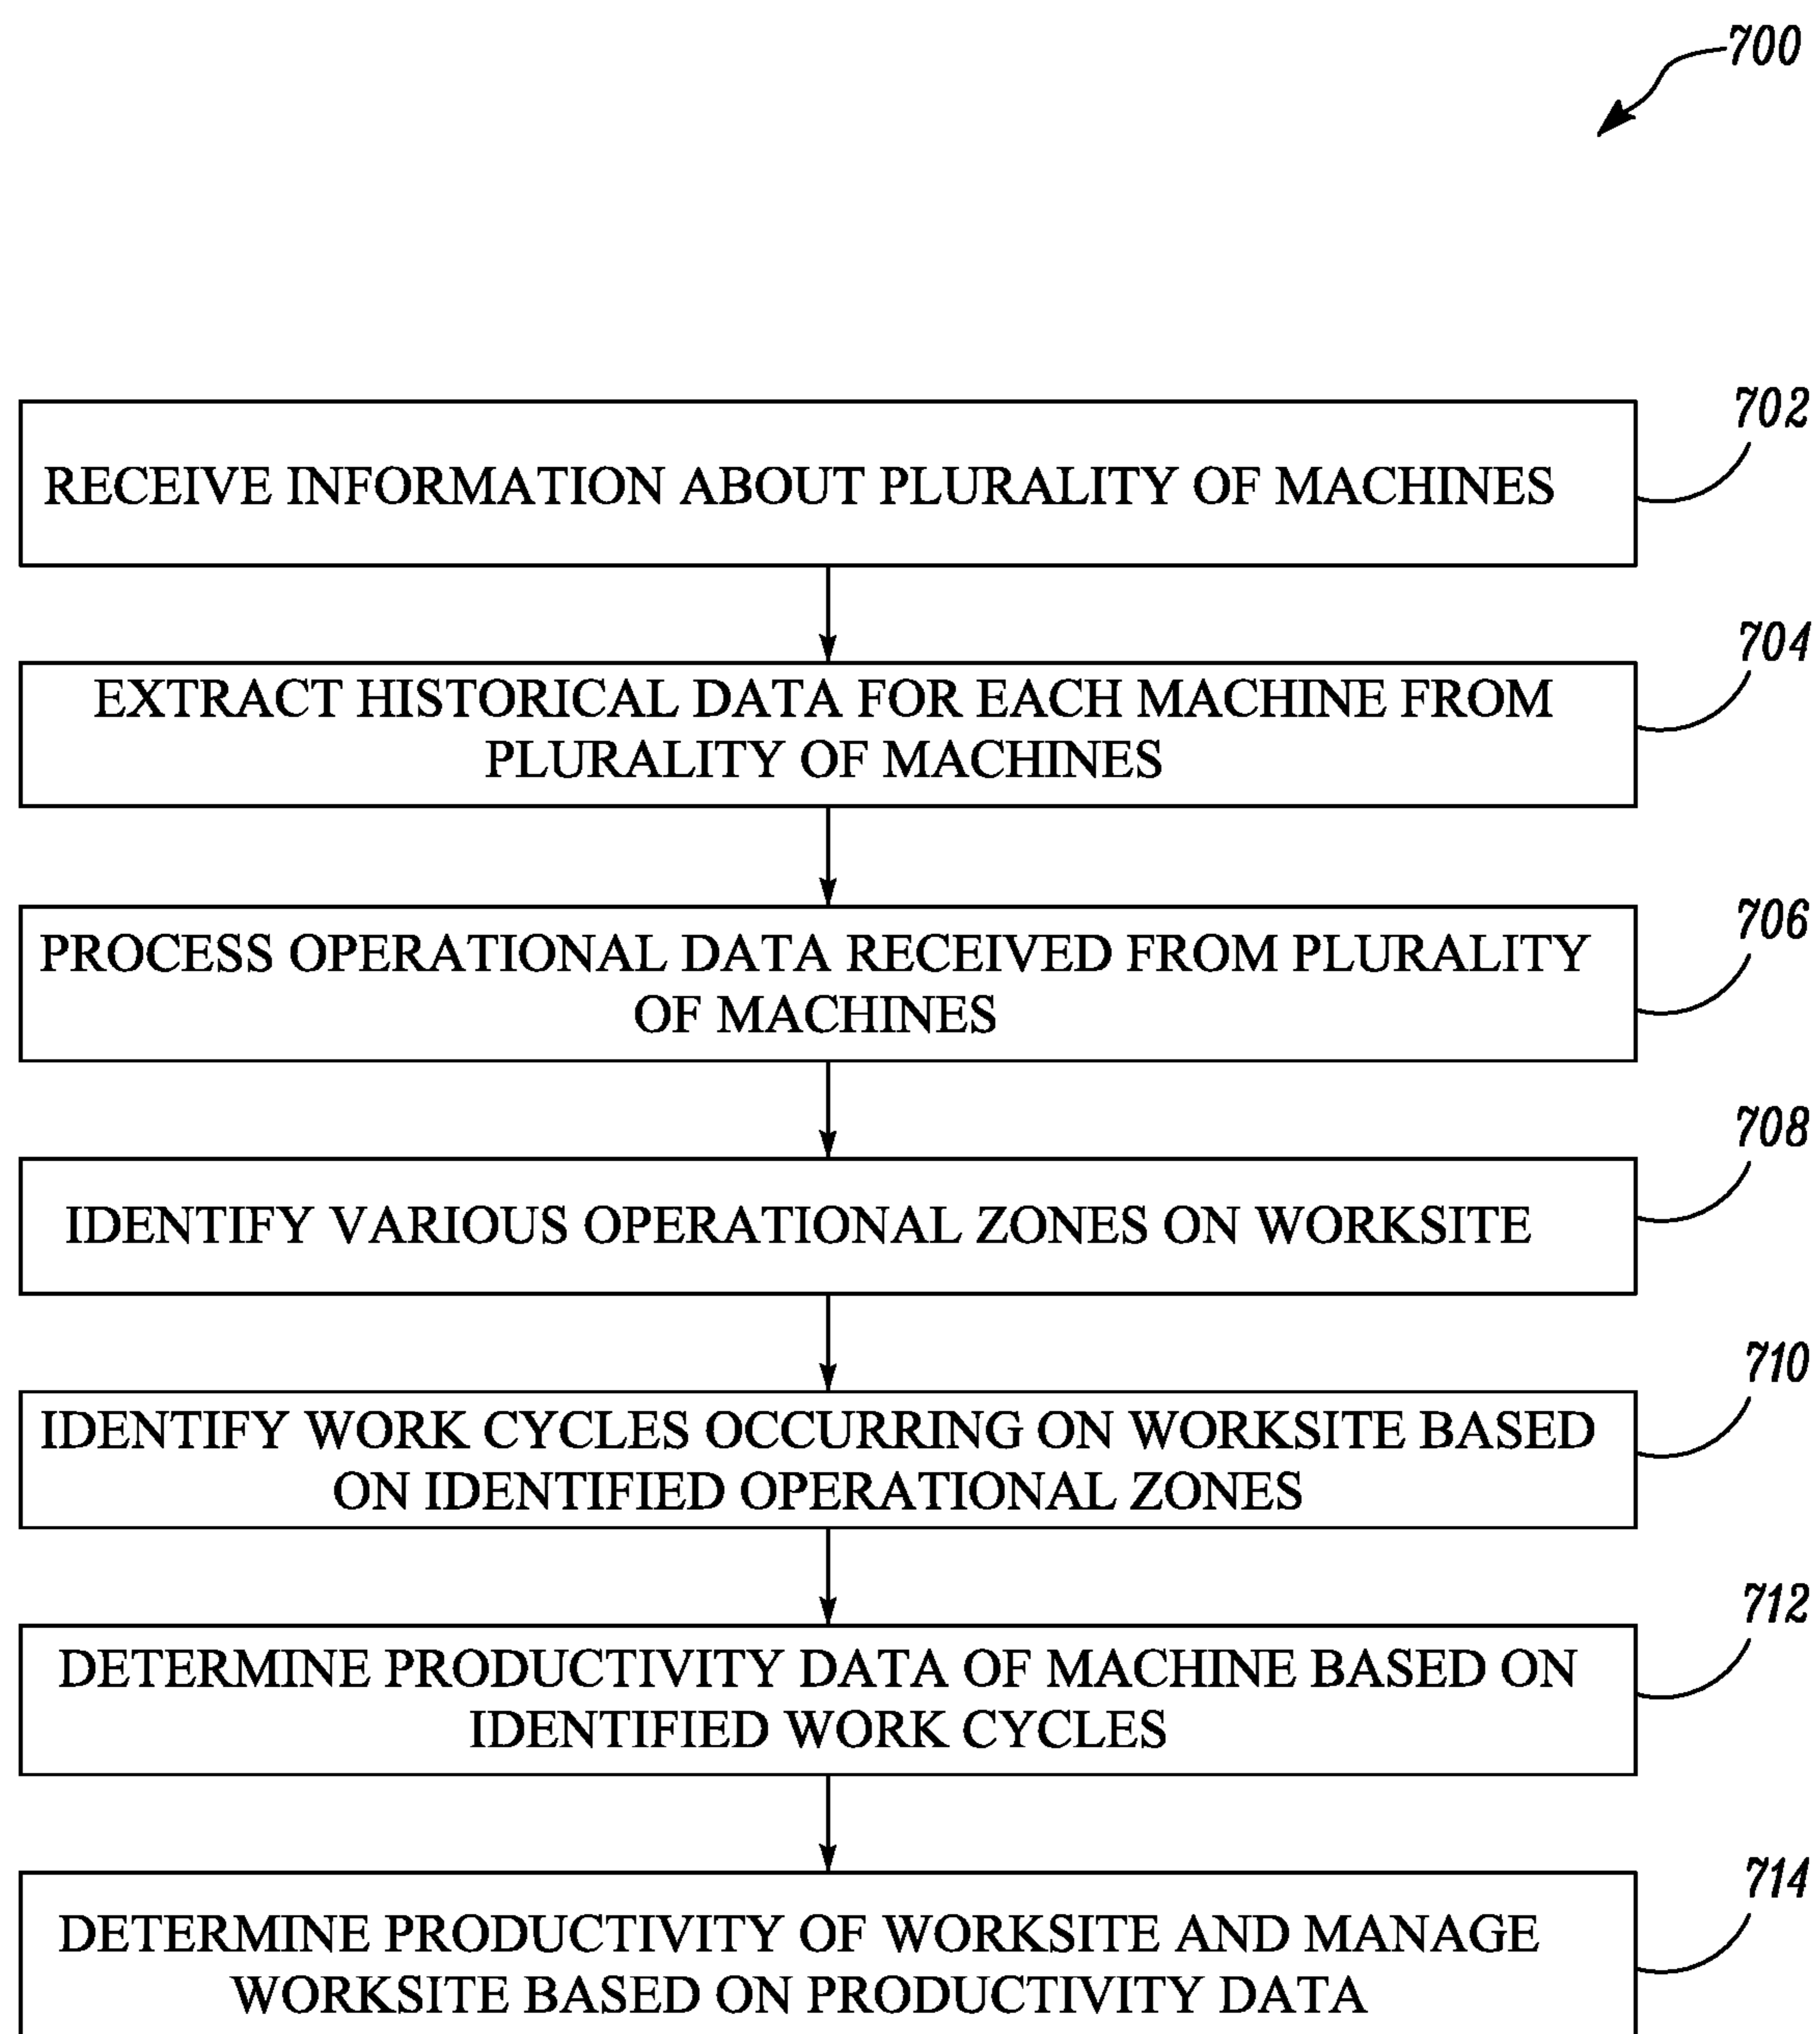 700
702
RECEIVE INFORMATION ABOUT PLURALITY OF MACHINES
704
EXTRACT HISTORICAL DATA FOR EACH MACHINE FROM
PLURALITY OF MACHINES
706
PROCESS OPERATIONAL DATA RECEIVED FROM PLURALITY
OF MACHINES
708
IDENTIFY VARIOUS OPERATIONAL ZONES ON WORKSITE
710
IDENTIFY WORK CYCLES OCCURRING ON WORKSITE BASED
ON IDENTIFIED OPERATIONAL ZONES
712
DETERMINE PRODUCTIVITY DATA OF MACHINE BASED ON
IDENTIFIED WORK CYCLES
714
DETERMINE PRODUCTIVITY OF WORKSITE AND MANAGE
WORKSITE BASED ON PRODUCTIVITY DATA